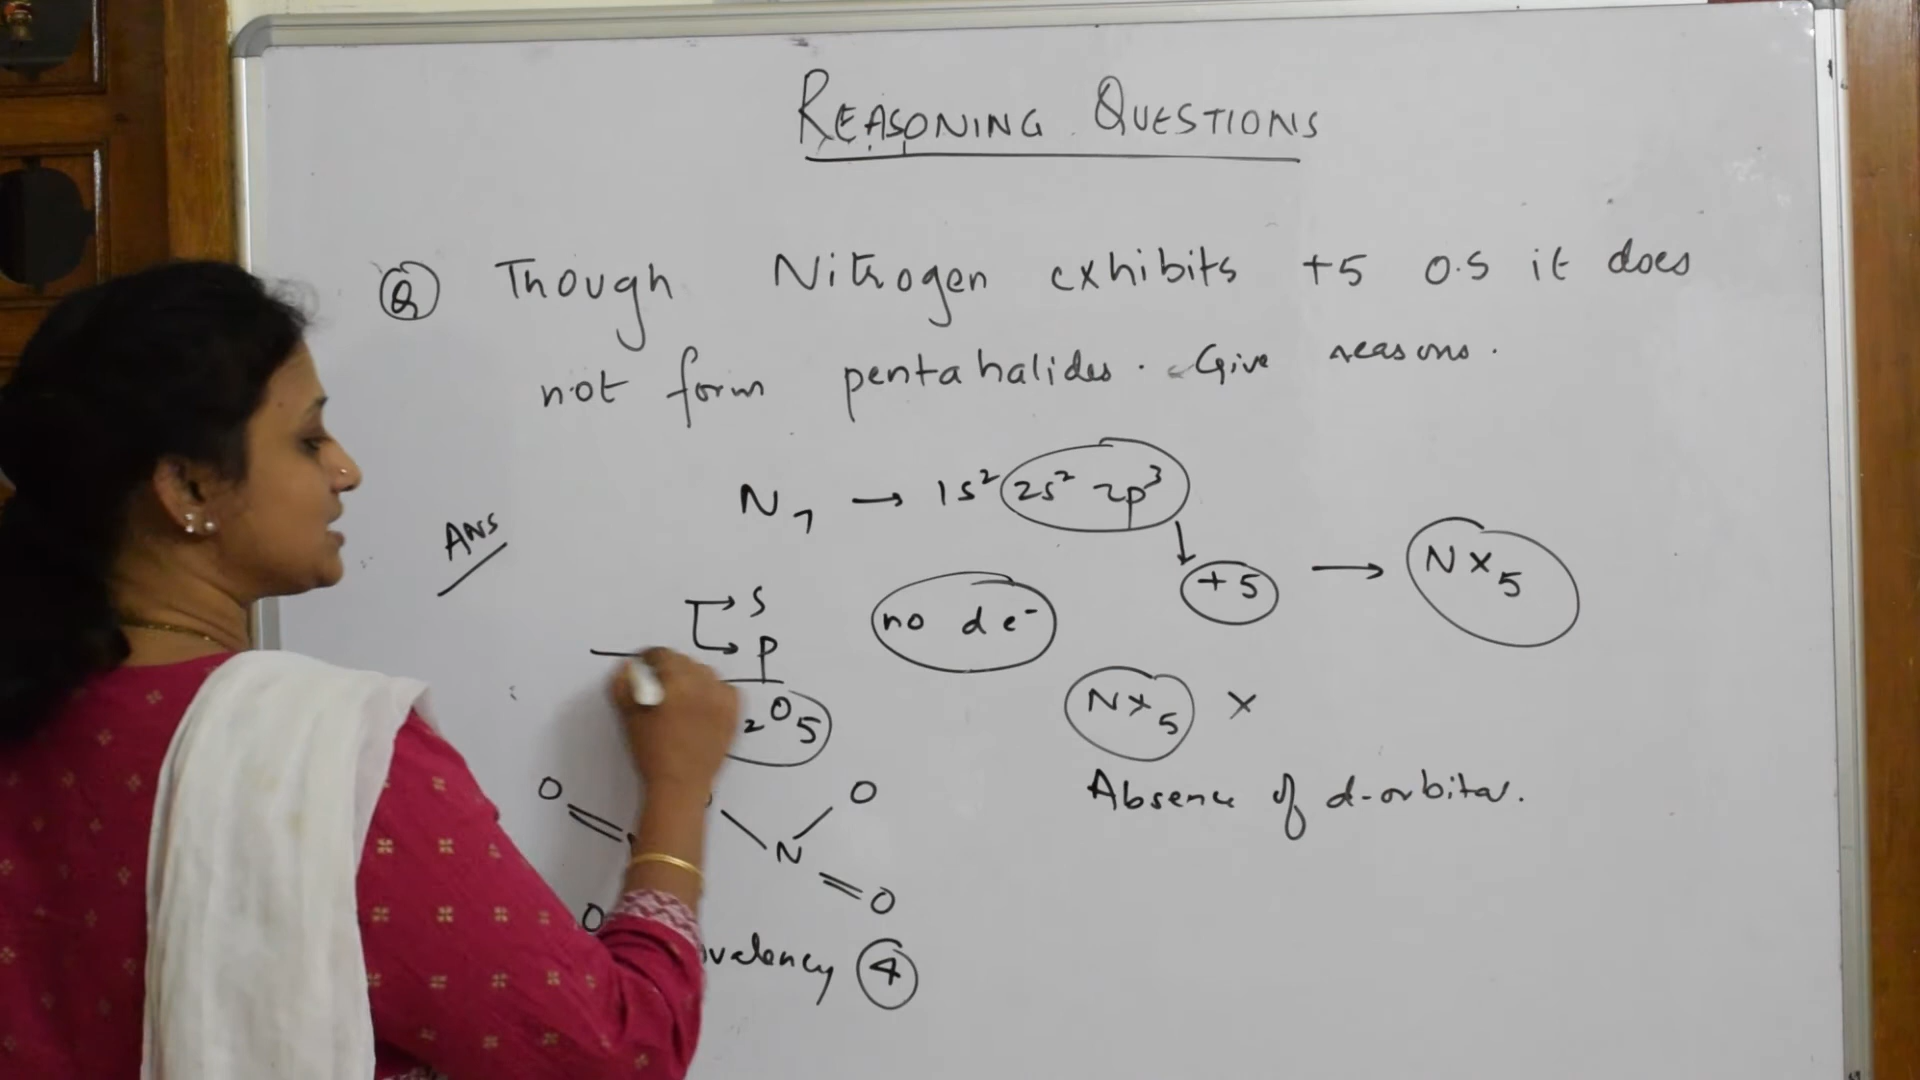 REASONING QUESTIONS
Q Though Nitrogen exhibits +5 O.S it does
not form pentahalides. Give reasons.
Ans
N₇ → 1s² 2s² 2p³
+5 → NX₅
→ S
→ P
no d e⁻
₂O₅
NX₅ ×
Absence of d-orbital.
O O
N
O
O
valency 4